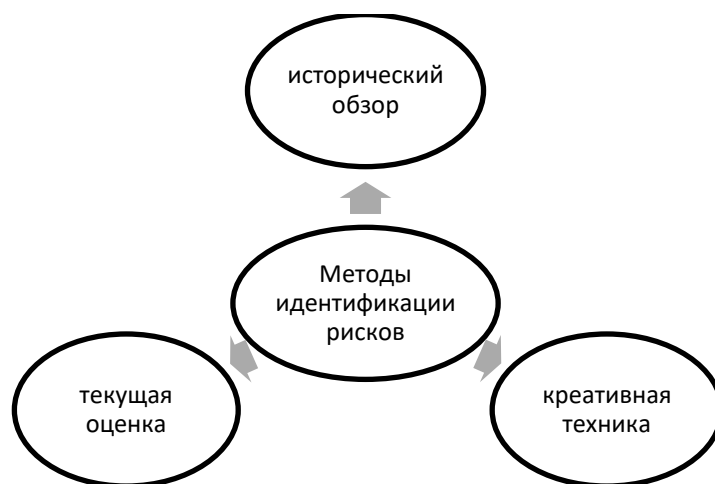 исторический
обзор
Методы
идентификации
рисков
текущая
оценка
креативная
техника